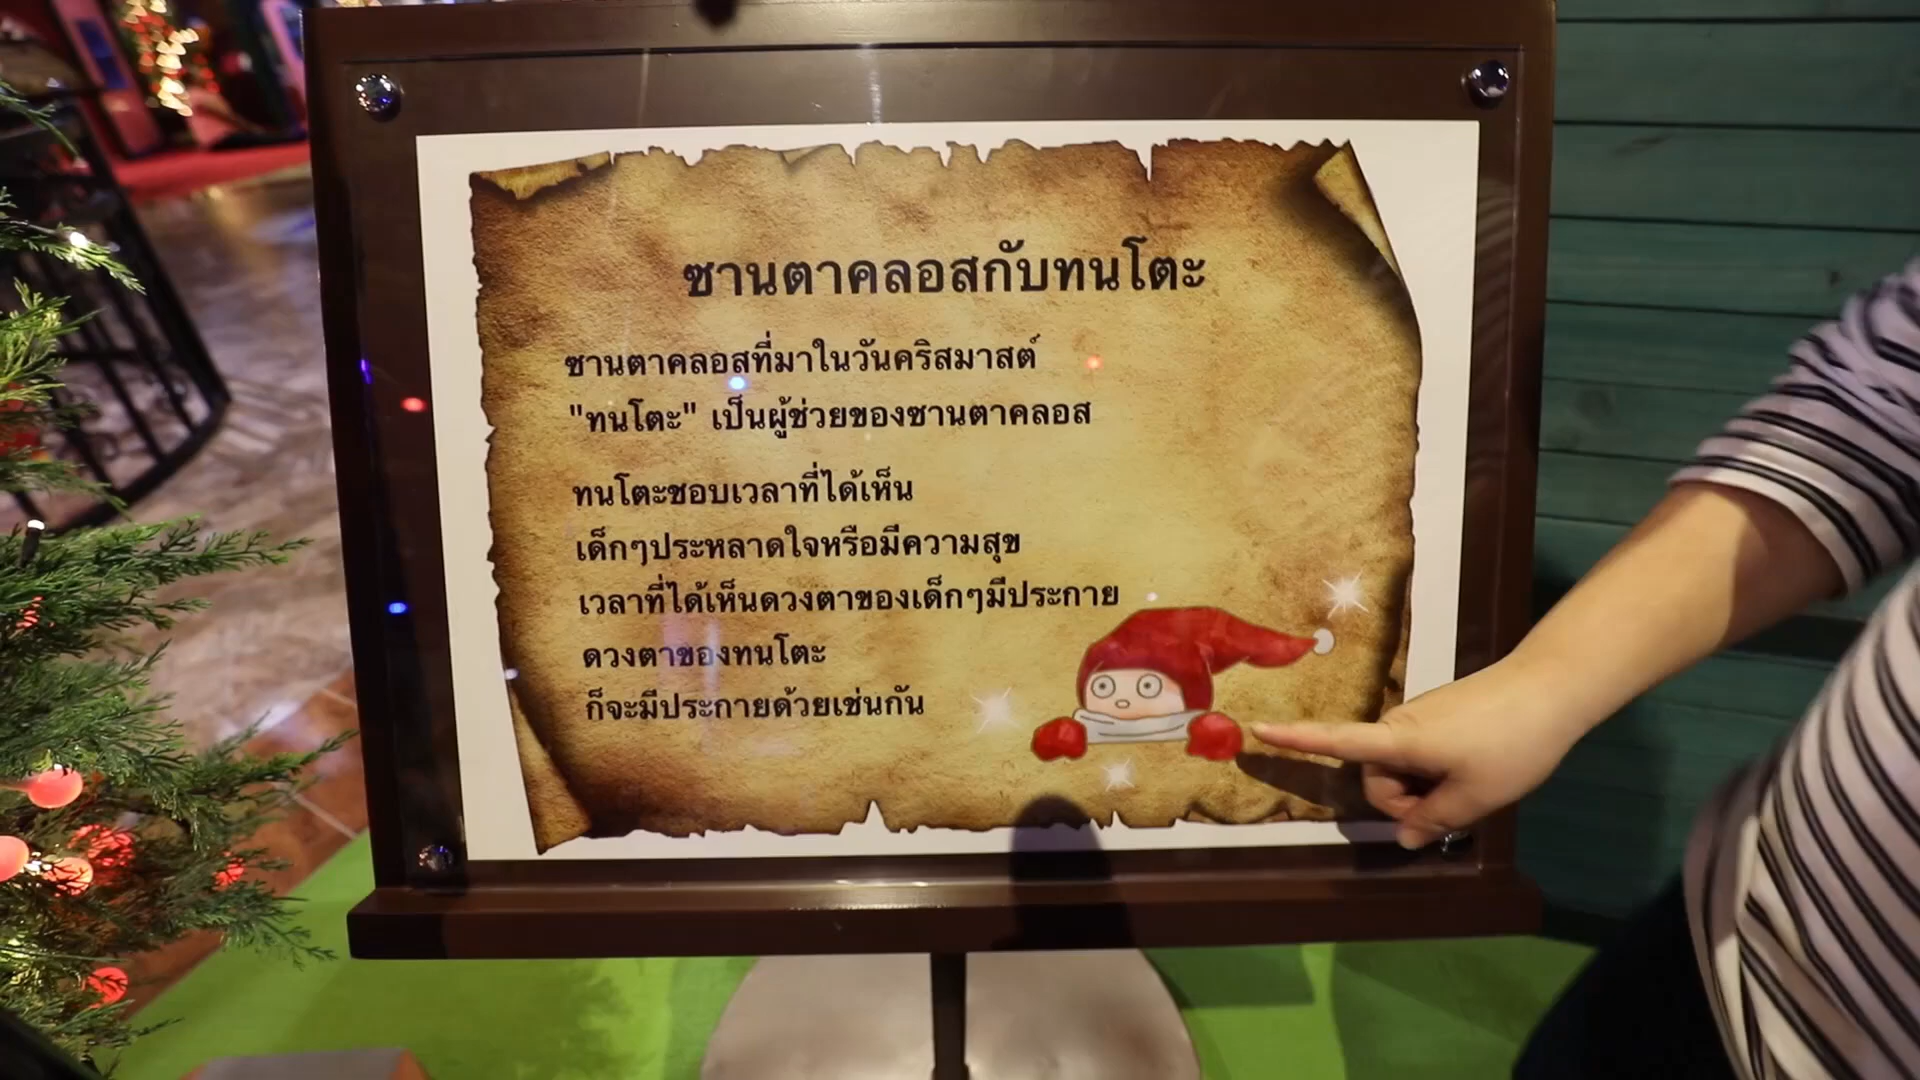 ซานตาคลอสกับทนโตะ
ซานตาคลอสที่มาในวันคริสมาสต์
"ทนโตะ" เป็นผู้ช่วยของซานตาคลอส
ทนโตะชอบเวลาที่ได้เห็น
เด็กๆประหลาดใจหรือมีความสุข
เวลาที่ได้เห็นดวงตาของเด็กๆมีประกาย
ดวงตาของทนโตะ
ก็จะมีประกายด้วยเช่นกัน